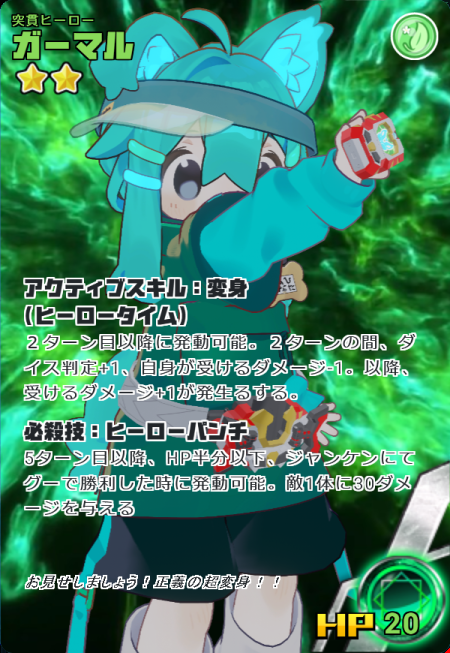 突貫ヒーロー
ガーマル
アクティブスキル：変身
(ヒーロータイム)
２ターン目以降に発動可能。２ターンの間、ダ
イス判定+1、自身が受けるダメージ-1。以降、
受けるダメージ+1が発生るする。
必殺技：ヒーローパンチ
5ターン目以降、HP半分以下、ジャンケンにて
グーで勝利した時に発動可能。敵1体に30ダメ
ージを与える
お見せしましょう！正義の超変身！！
HP 20